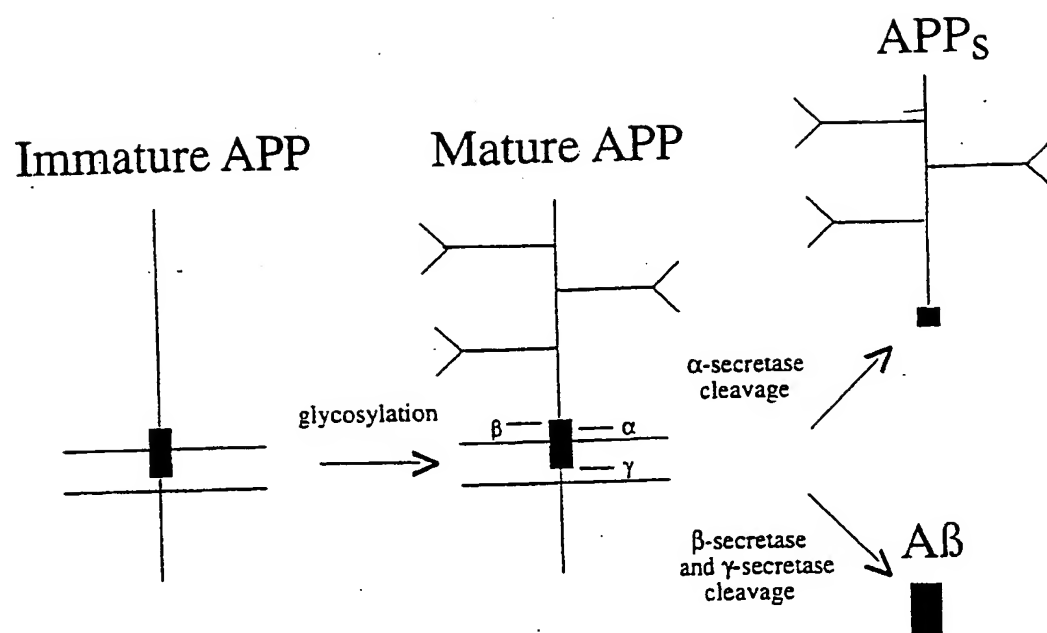 APPs
Immature APP
Mature APP
α-secretase
cleavage
glycosylation
β
α
γ
β-secretase
and γ-secretase
cleavage
Aß